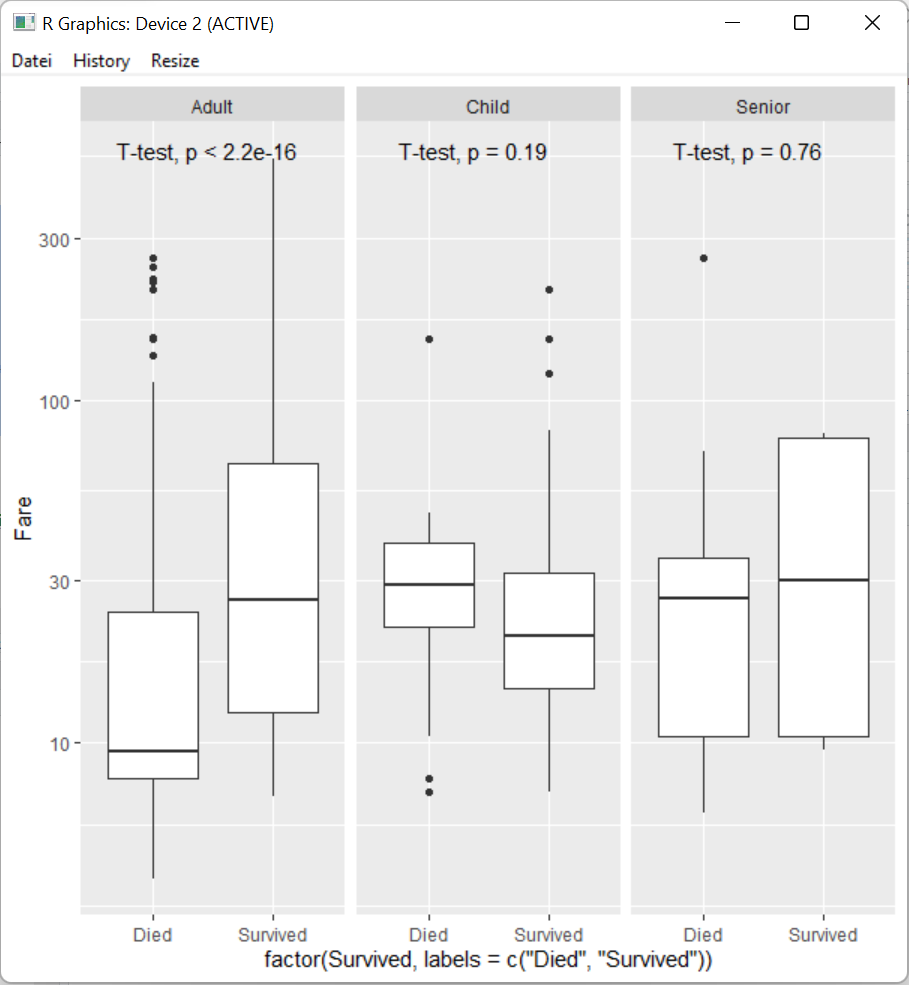 R Graphics: Device 2 (ACTIVE)
Datei History Resize
Adult Child Senior
T-test, p < 2.2e-16 T-test, p = 0.19 T-test, p = 0.76
300
100
Fare
30
10
Died Survived Died Survived Died Survived
factor(Survived, labels = c("Died", "Survived"))